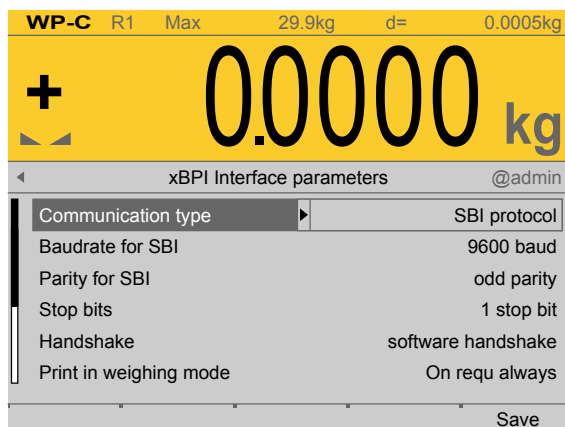 WP-C R1 Max 29.9kg d= 0.0005kg
+ 0.0000 kg
xBPI Interface parameters @admin
Communication type SBI protocol
Baudrate for SBI 9600 baud
Parity for SBI odd parity
Stop bits 1 stop bit
Handshake software handshake
Print in weighing mode On requ always
Save